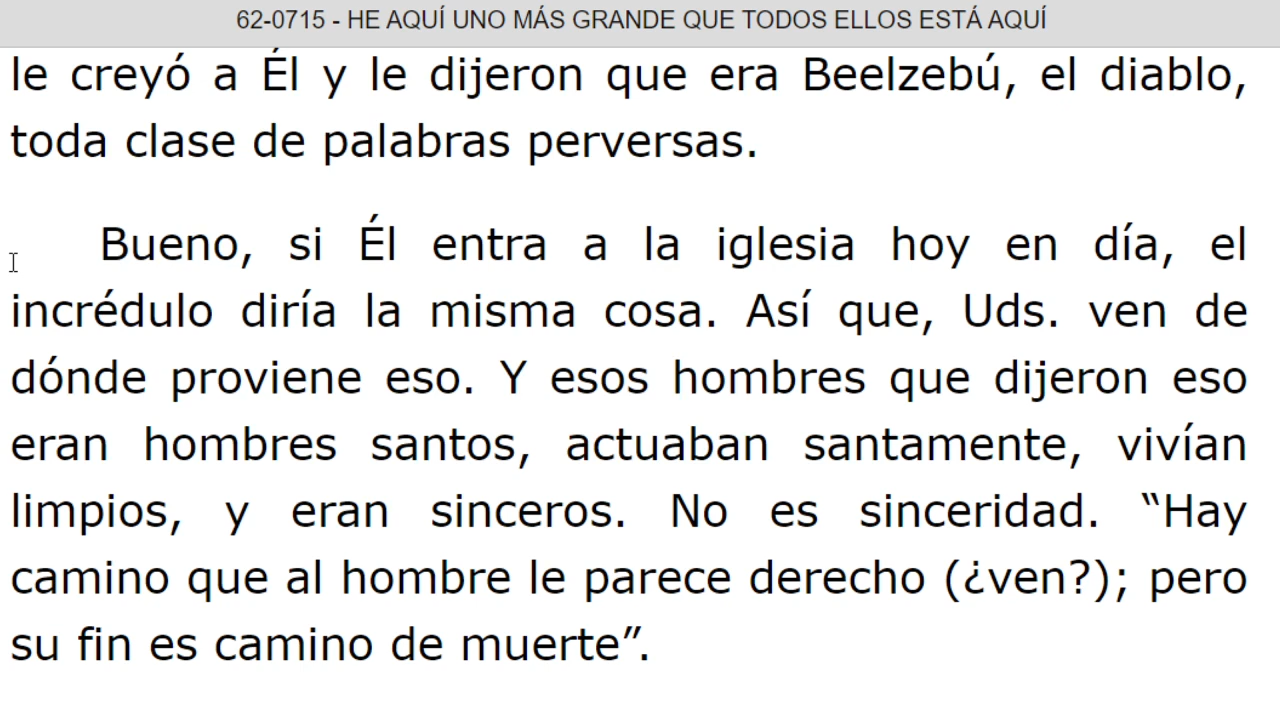 62-0715 - HE AQUÍ UNO MÁS GRANDE QUE TODOS ELLOS ESTÁ AQUÍ
le creyó a Él y le dijeron que era Beelzebú, el diablo,
toda clase de palabras perversas.
Bueno, si Él entra a la iglesia hoy en día, el
incrédulo diría la misma cosa. Así que, Uds. ven de
dónde proviene eso. Y esos hombres que dijeron eso
eran hombres santos, actuaban santamente, vivían
limpios, y eran sinceros. No es sinceridad. “Hay
camino que al hombre le parece derecho (¿ven?); pero
su fin es camino de muerte”.